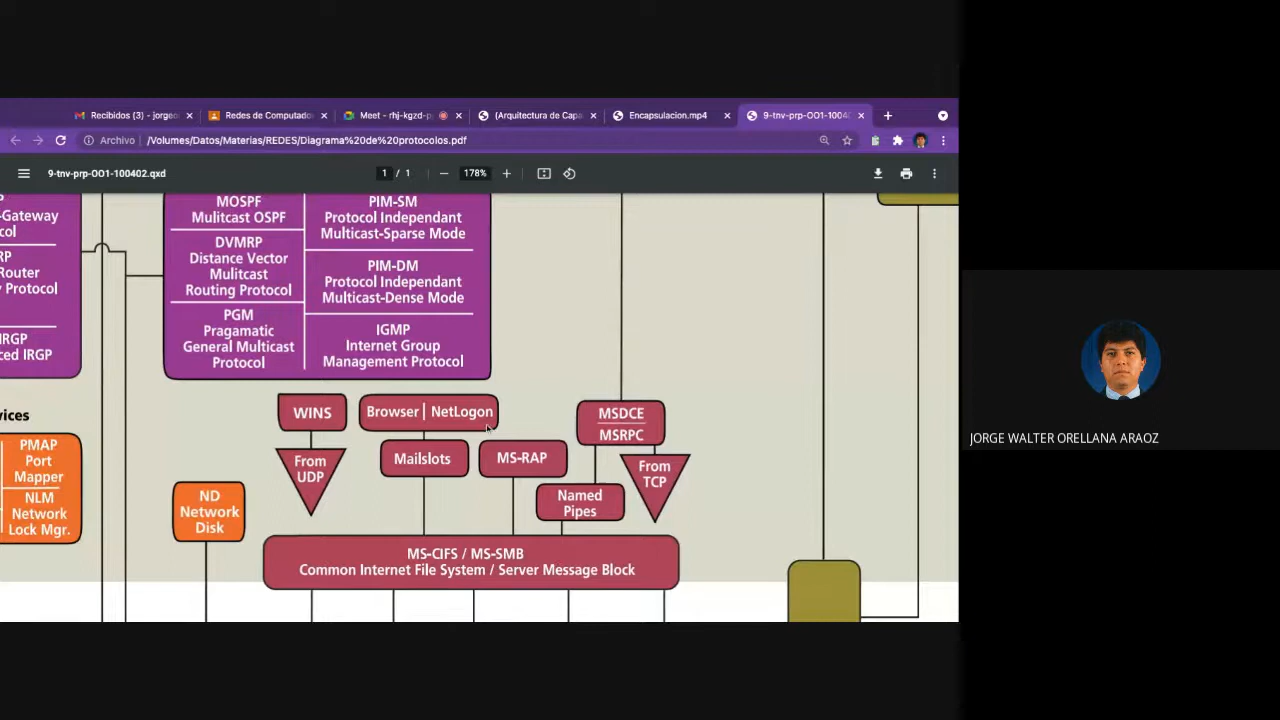 Recibidos (3) - jorgeo
Redes de Computado
Meet - rhj-kgzd-p
(Arquitectura de Capa
Encapsulacion.mp4
9-tnv-prp-OO1-1004
Archivo
/Volumes/Datos/Materias/REDES/Diagrama%20de%20protocolos.pdf
9-tnv-prp-OO1-100402.qxd
1 / 1
178%
-Gateway
col
RP
Router
Protocol
IRGP
ced IRGP
MOSPF
Mulitcast OSPF
DVMRP
Distance Vector
Mulitcast
Routing Protocol
PGM
Pragamatic
General Multicast
Protocol
PIM-SM
Protocol Independant
Multicast-Sparse Mode
PIM-DM
Protocol Independant
Multicast-Dense Mode
IGMP
Internet Group
Management Protocol
vices
PMAP
Port
Mapper
NLM
Network
Lock Mgr.
ND
Network
Disk
WINS
From
UDP
Browser | NetLogon
Mailslots
MS-RAP
MSDCE
MSRPC
Named
Pipes
From
TCP
MS-CIFS / MS-SMB
Common Internet File System / Server Message Block
JORGE WALTER ORELLANA ARAOZ